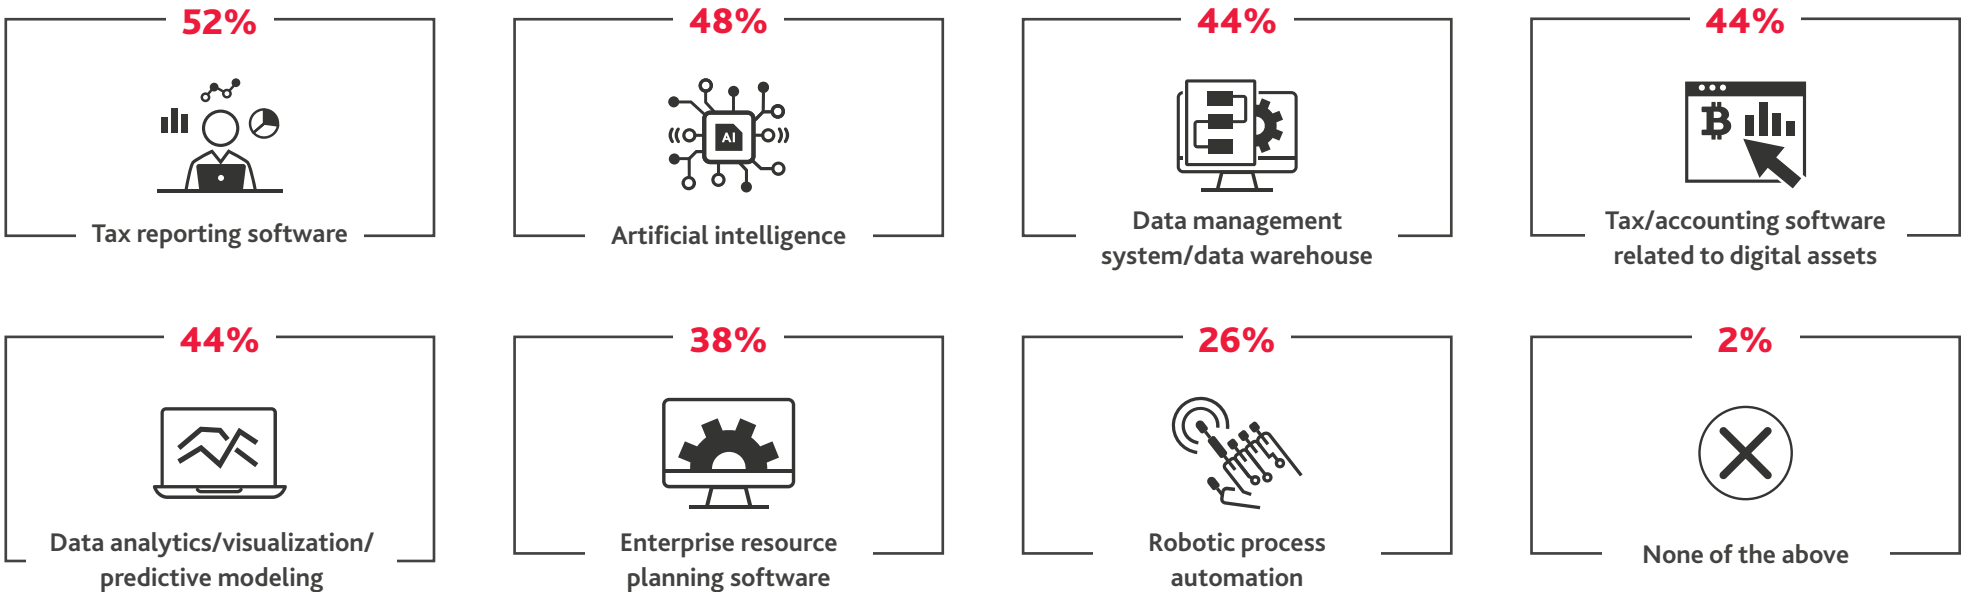 52%
Tax reporting software
48%
AI
Artificial intelligence
44%
Data management
system/data warehouse
44%
Tax/accounting software
related to digital assets
44%
Data analytics/visualization/
predictive modeling
38%
Enterprise resource
planning software
26%
Robotic process
automation
2%
None of the above